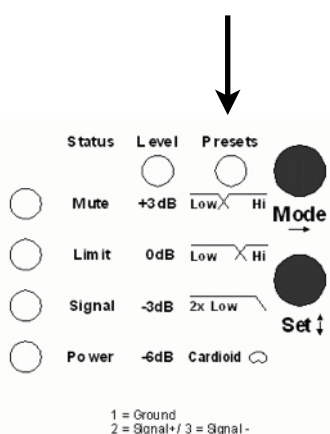 Status Level Presets
Mute +3dB Low Hi
Mode
Limit 0dB Low Hi
Signal -3dB 2x Low
Set
Power -6dB Cardioid
1 = Ground
2 = Signal+/ 3 = Signal -